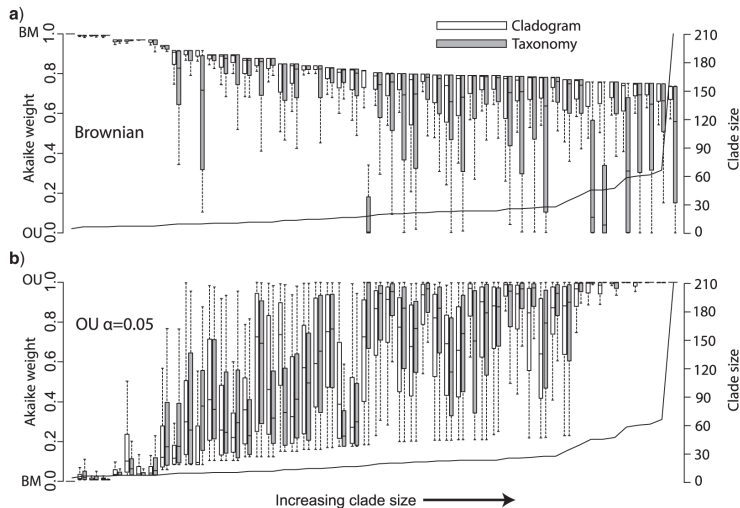 a)
BM
1.0
0.8
0.6
0.4
0.2
0.0
OU
Akaike weight
Brownian
Cladogram
Taxonomy
210
180
150
120
90
60
30
0
Clade size
b)
OU
1.0
0.8
0.6
0.4
0.2
0.0
BM
Akaike weight
OU α=0.05
210
180
150
120
90
60
30
0
Clade size
Increasing clade size